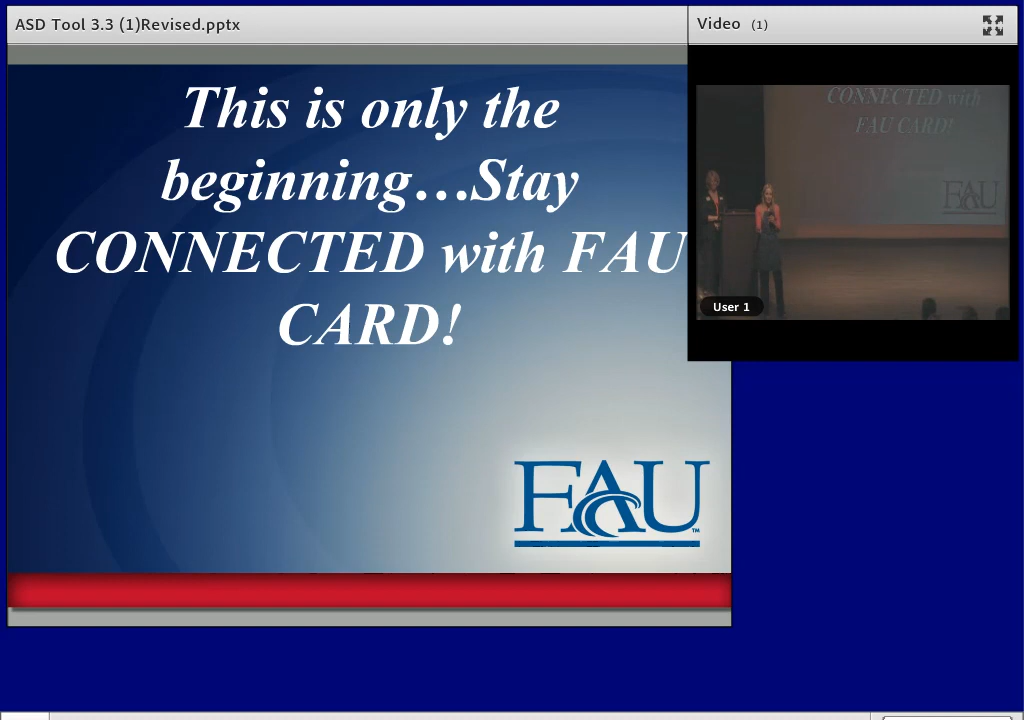 ASD Tool 3.3 (1)Revised.pptx
Video (1)
This is only the
beginning...Stay
CONNECTED with FAU
CARD!
FAU™
CONNECTED with
FAU CARD!
FAU
User 1